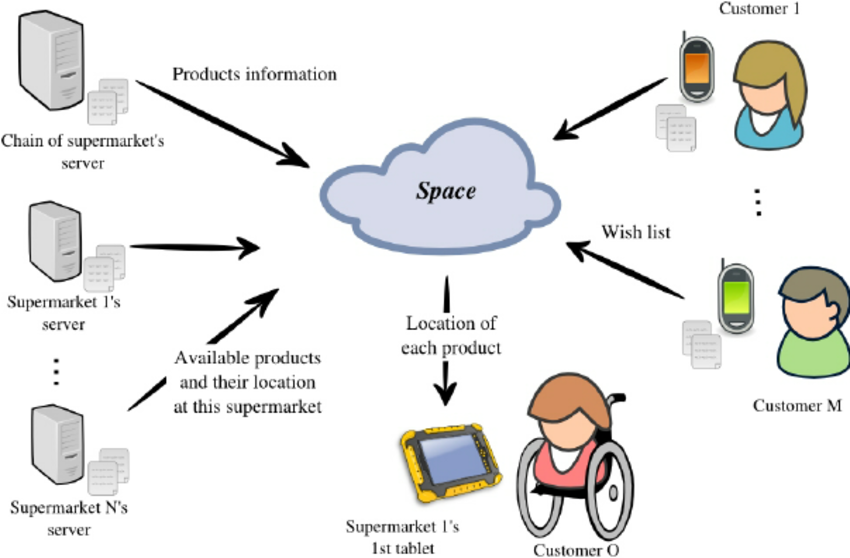 Customer 1
Products information
Chain of supermarket's
server
Space
Wish list
Supermarket 1's
server
Location of
each product
Available products
and their location
at this supermarket
Customer M
Supermarket N's
server
Supermarket 1's
1st tablet
Customer O